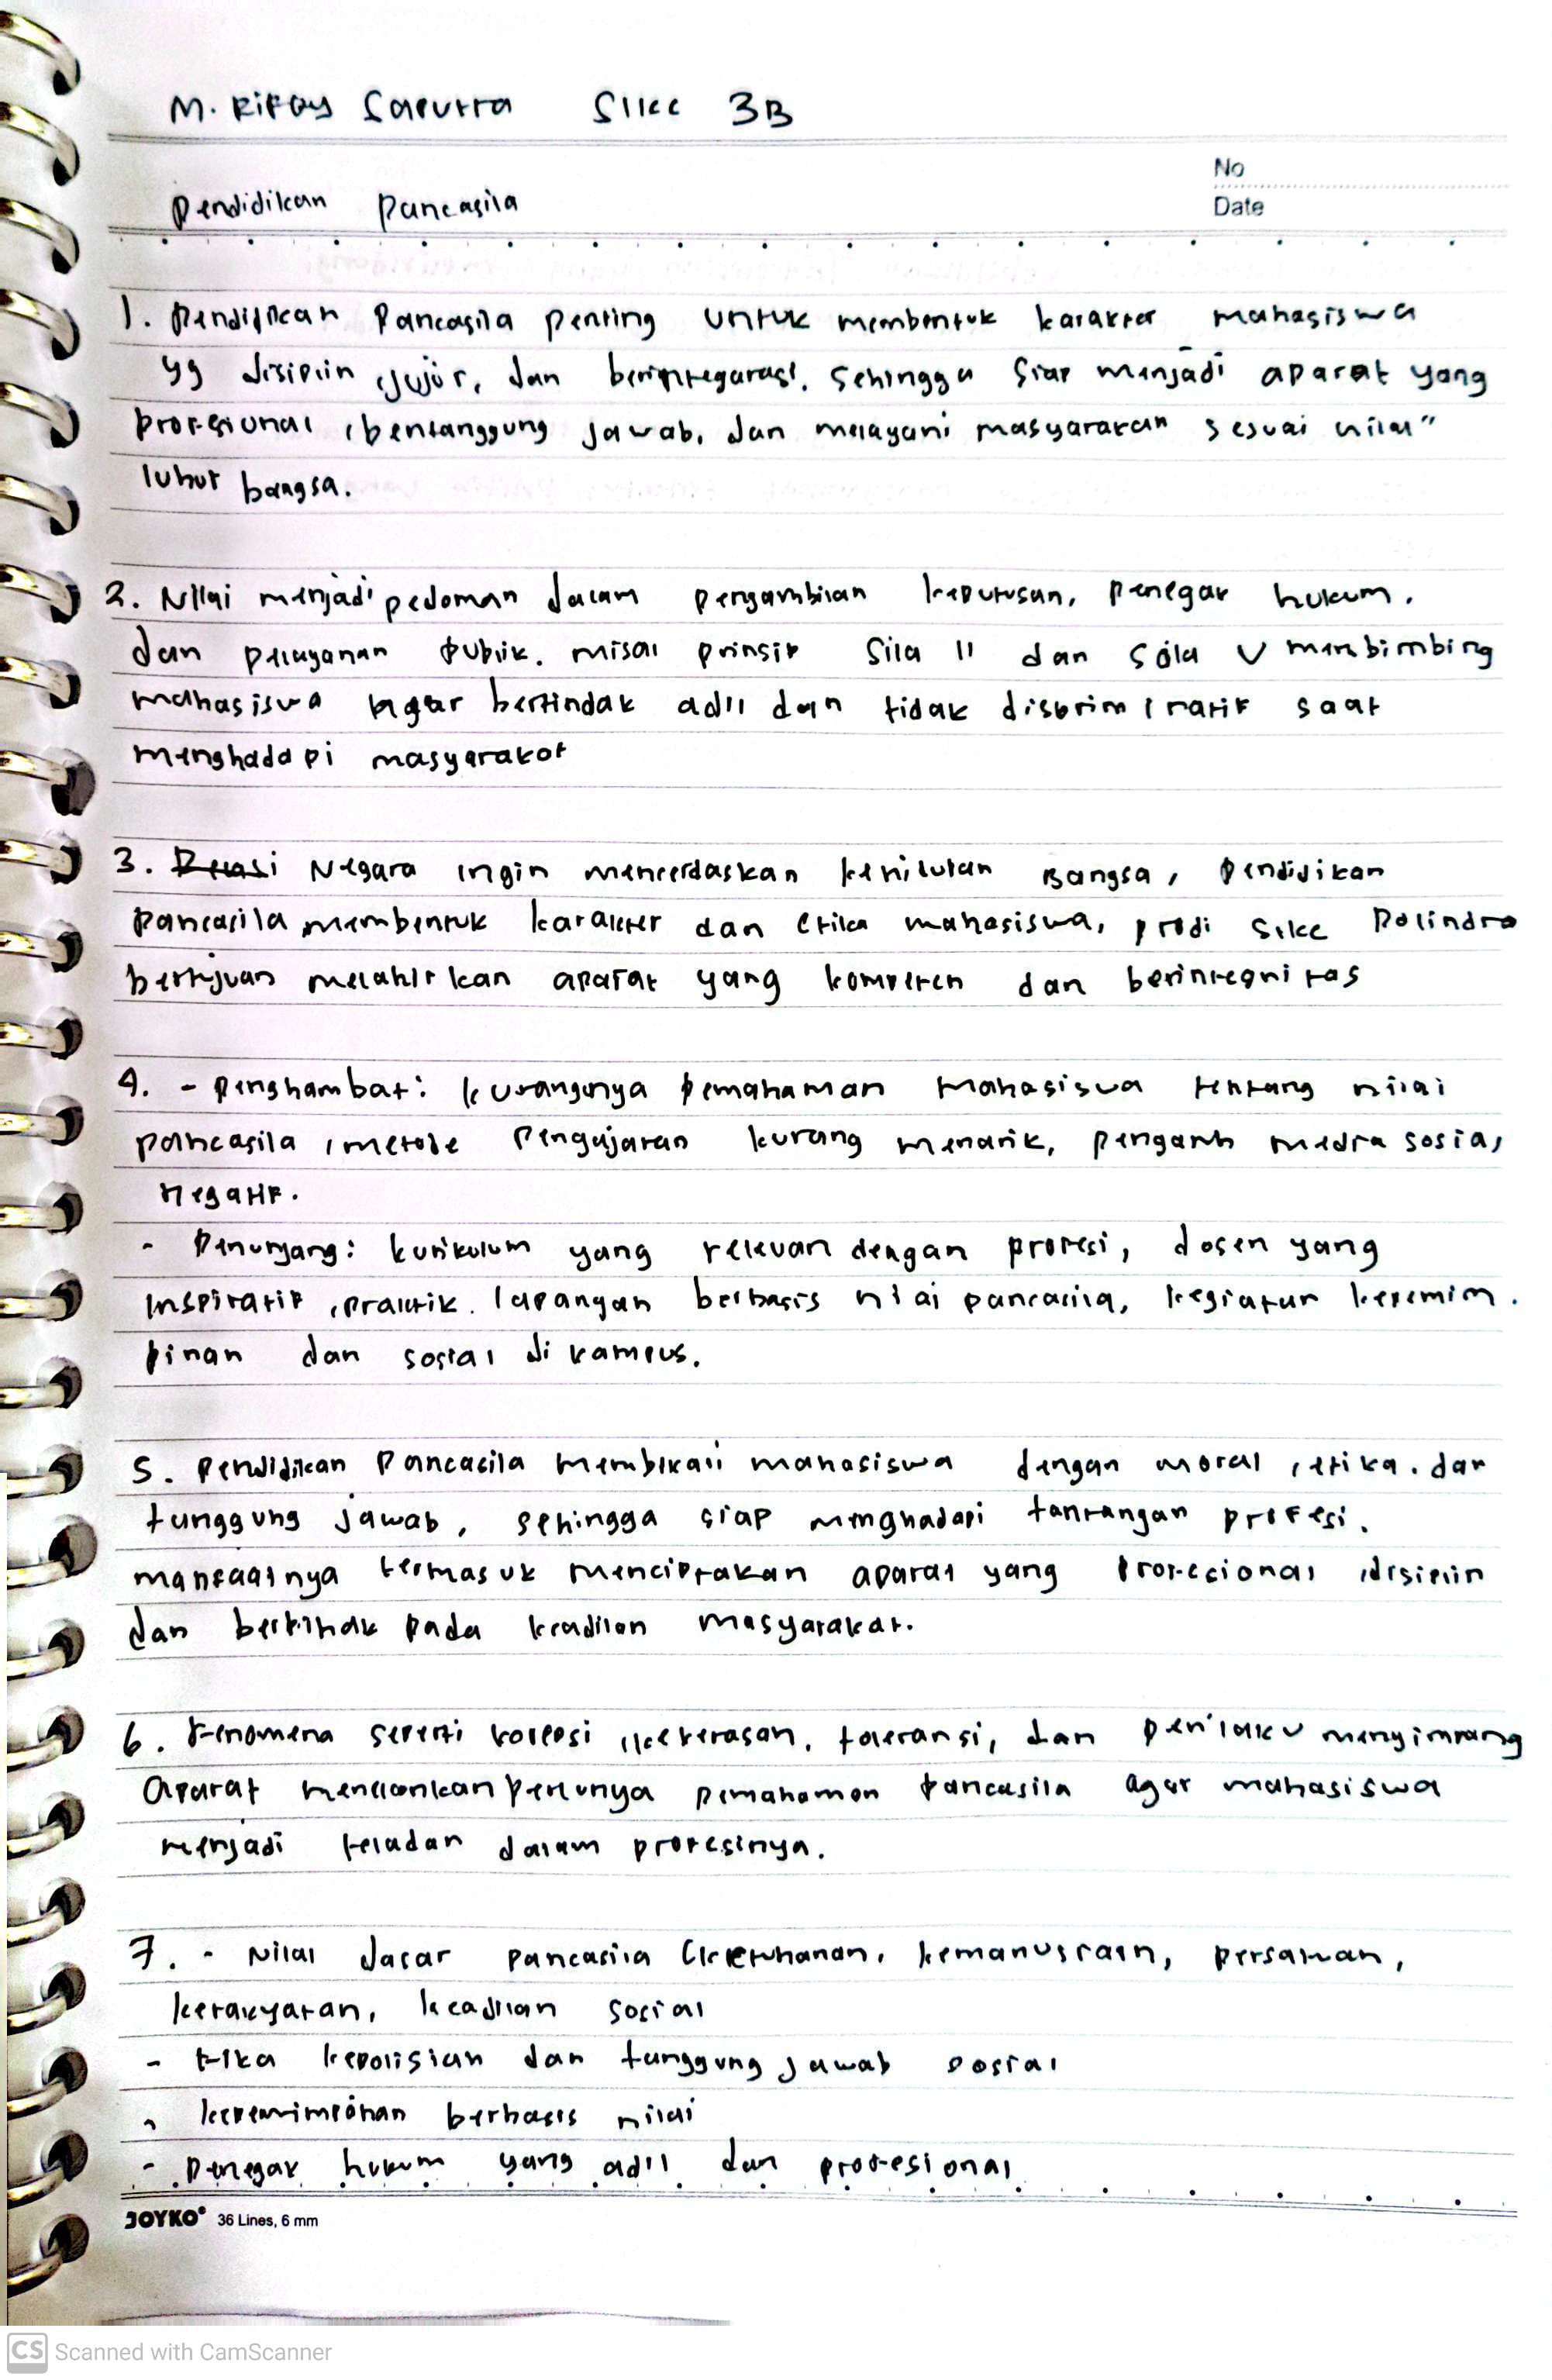 M. Rifay Saputra SIKC 3B
No
Pendidikan Pancasila
Date
1. Pendidikan Pancasila penting untuk membentuk karakter mahasiswa
yg disiplin, jujur, dan berintegarasi. Sehingga siap menjadi aparat yang
profesional, bertanggung jawab, dan melayani masyarakan sesuai nilai"
luhur bangsa.
2. Nilai menjadi pedoman dalam pengambilan keputusan, penegak hukum.
dan pelayanan publik. misal prinsip Sila II dan Sila V membimbing
mahasiswa agar bertindak adil dan tidak diskriminatif saat
menghadapi masyarakat
3. Negara ingin mencerdaskan kehidupan Bangsa, Pendidikan
Pancasila membentuk karakter dan etika mahasiswa, prodi SIKC Polindra
bertujuan melahirkan aparat yang kompeten dan berintegritas
4. - Penghambat: kurangnya pemahaman mahasiswa tentang nilai
pancasila, metode pengajaran kurang menarik, pengaruh media sosial
negatif.
- Penunjang: kurikulum yang relevan dengan profesi, dosen yang
inspiratif, praktik lapangan berbasis nilai pancasila, kegiatan kepemim.
pinan dan sosial di kampus.
5. Pendidikan Pancasila membekali mahasiswa dengan moral, etika. dan
tanggung jawab, sehingga siap menghadapi tantangan profesi.
manfaatnya termasuk menciptakan aparat yang profesional, disiplin
dan berpihak pada keadilan masyarakat.
6. Fenomena seperti korupsi, kekerasan, toleransi, dan perilaku menyimpang
aparat perlunya pemahaman Pancasila agar mahasiswa
menjadi teladan dalam profesinya.
7. - Nilai dasar pancasila (ketuhanan, kemanusiaan, persatuan,
kerakyatan, keadilan sosial
- Etika kepolisian dan tanggung jawab sosial
- kepemimpinan berbasis nilai
- Penegak hukum yang adil dan profesional
JOYKO 36 Lines, 6 mm
CS Scanned with CamScanner